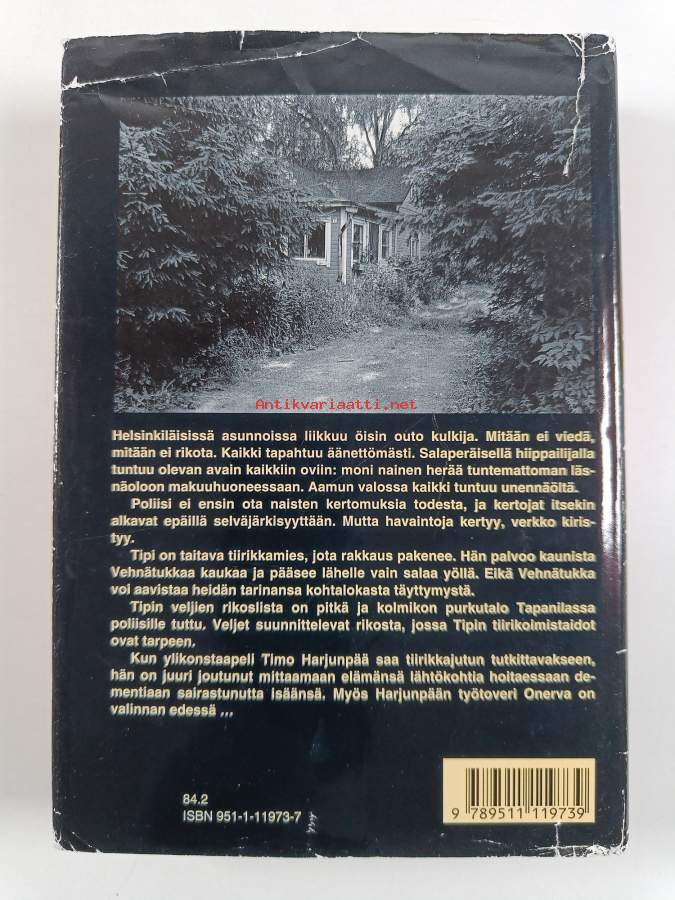 Antikvariaatti.net
Helsinkiläisissä asunnoissa liikkuu öisin outo kulkija. Mitään ei viedä,
mitään ei rikota. Kaikki tapahtuu äänettömästi. Salaperäisellä hiippailijalla
tuntuu olevan avain kaikkiin oviin: moni nainen herää tuntemattoman läs-
näoloon makuuhuoneessaan. Aamun valossa kaikki tuntuu unennäöltä.
Poliisi ei ensin ota naisten kertomuksia todesta, ja kertojat itsekin
alkavat epäillä selväjärkisyyttään. Mutta havaintoja kertyy, verkko kiris-
tyy.
Tipi on taitava tiirikkamies, jota rakkaus pakenee. Hän palvoo kaunista
Vehnätukkaa kaukaa ja pääsee lähelle vain salaa yöllä. Eikä Vehnätukka
voi aavistaa heidän tarinansa kohtalokasta täyttymystä.
Tipin veljien rikoslista on pitkä ja kolmikon purkutalo Tapanilassa
poliisille tuttu. Veljet suunnittelevat rikosta, jossa Tipin tiirikoimistaidot
ovat tarpeen.
Kun ylikonstaapeli Timo Harjunpää saa tiirikkajutun tutkittavakseen,
hän on juuri joutunut mittaamaan elämänsä lähtökohtia hoitaessaan de-
mentiaan sairastunutta isäänsä. Myös Harjunpään työtoveri Onerva on
valinnan edessä ...
84.2
ISBN 951-1-11973-7
9 789511 119739